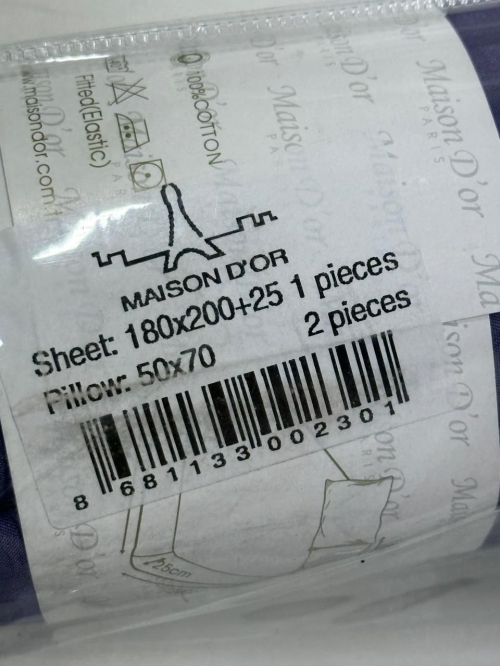 100%COTTON
Fitted(Elastic)
www.maisondor.com.tr
Maison D'or
PARIS
MAISON D'OR
Sheet: 180x200+25 1 pieces
Pillow: 50x70 2 pieces
8 681133 002301
25cm